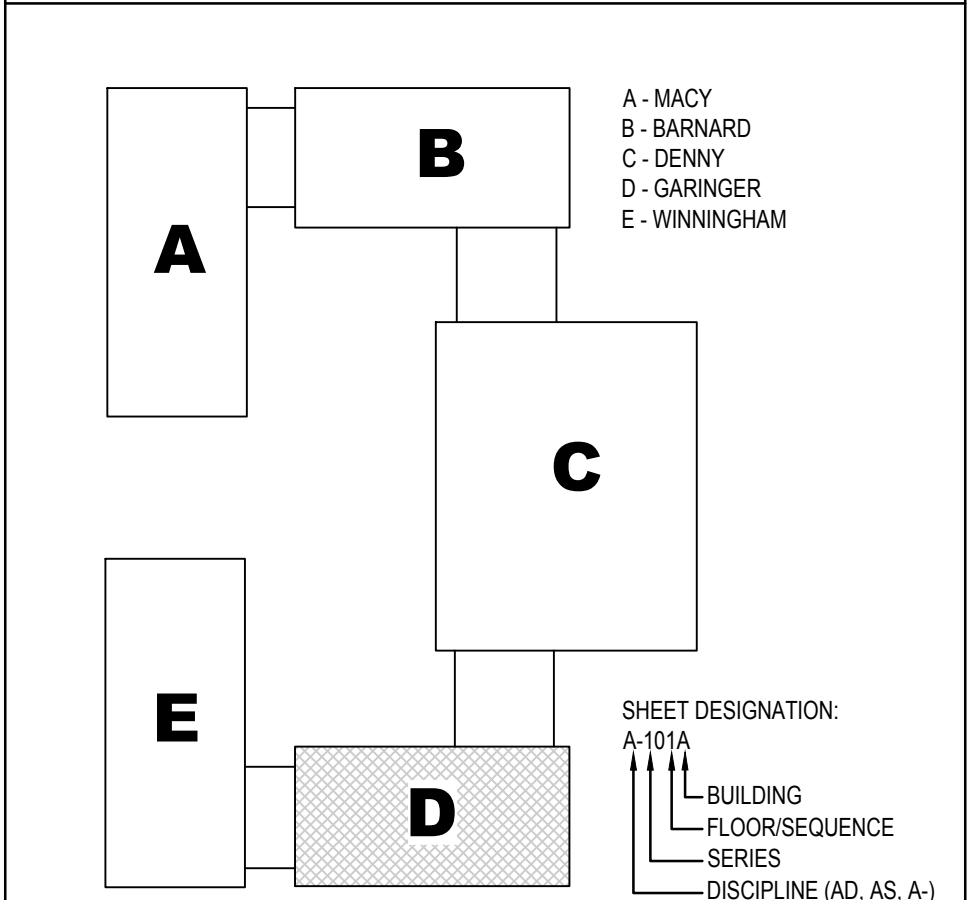 A
B
A - MACY
B - BARNARD
C - DENNY
D - GARINGER
E - WINNINGHAM
C
E
D
SHEET DESIGNATION:
A-101A
BUILDING
FLOOR/SEQUENCE
SERIES
DISCIPLINE (AD, AS, A-)